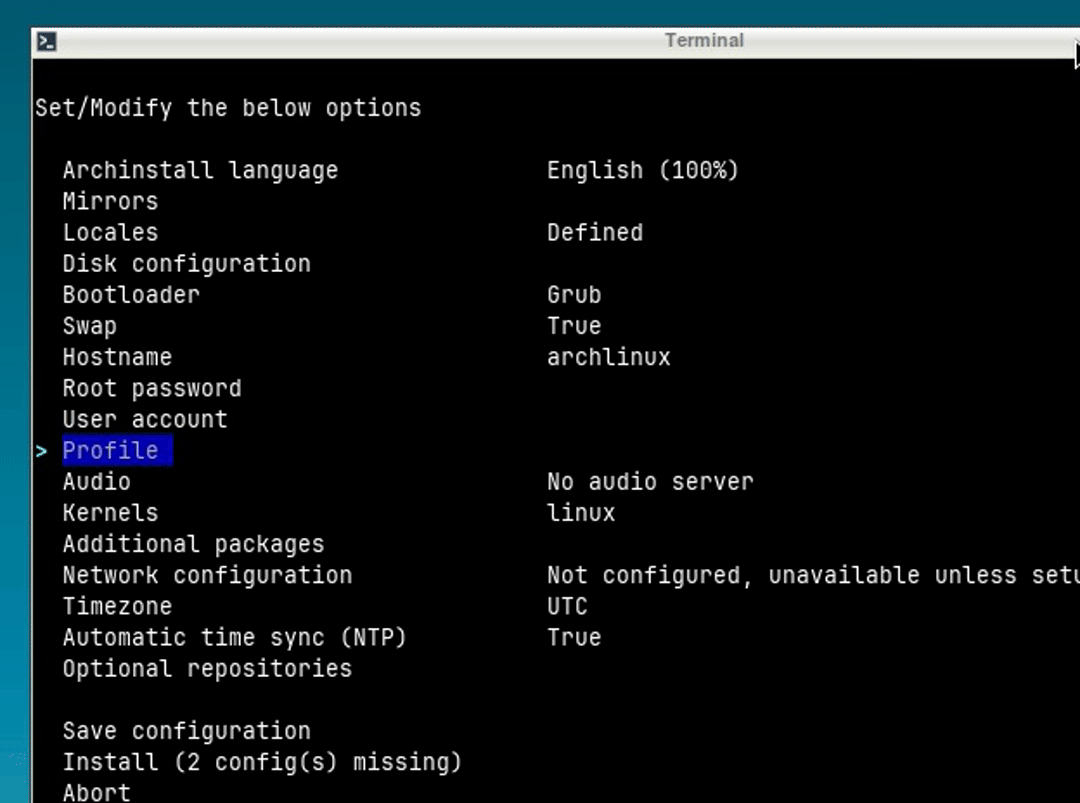 Terminal
Set/Modify the below options
Archinstall language English (100%)
Mirrors
Locales Defined
Disk configuration
Bootloader Grub
Swap True
Hostname archlinux
Root password
User account
> Profile
Audio No audio server
Kernels linux
Additional packages
Network configuration Not configured, unavailable unless setu
Timezone UTC
Automatic time sync (NTP) True
Optional repositories
Save configuration
Install (2 config(s) missing)
Abort